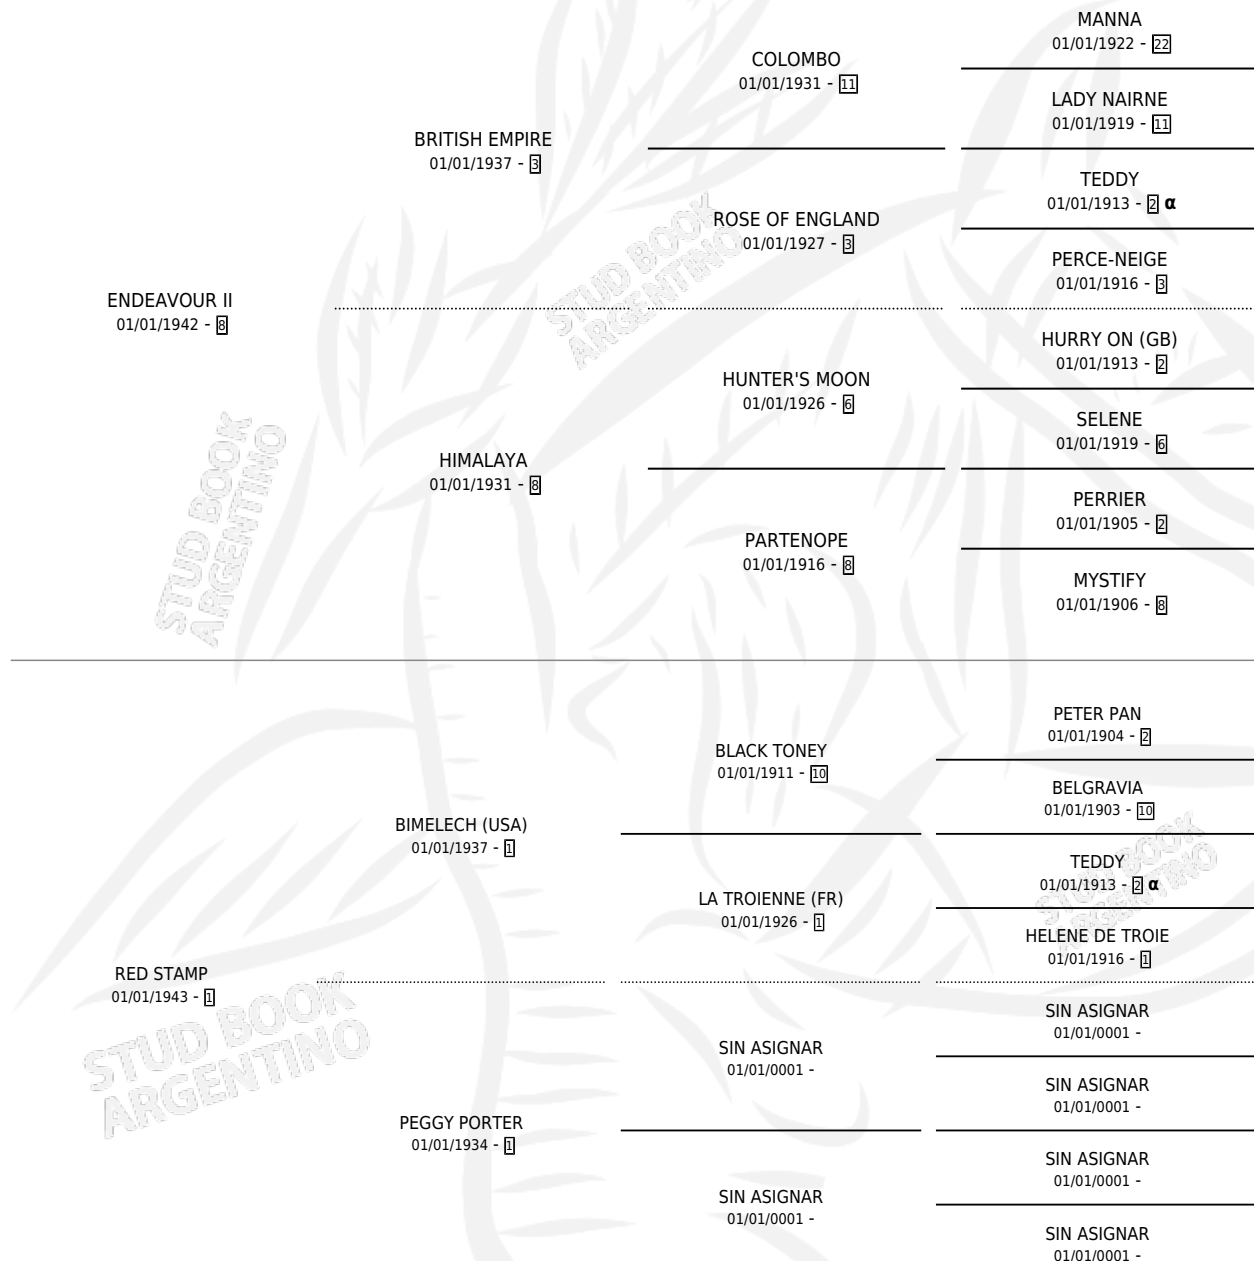 MANNA
01/01/1922 - 22
COLOMBO
01/01/1931 - 11
LADY NAIRNE
01/01/1919 - 11
BRITISH EMPIRE
01/01/1937 - 3
TEDDY
01/01/1913 - 2 α
ROSE OF ENGLAND
01/01/1927 - 3
PERCE-NEIGE
01/01/1916 - 3
ENDEAVOUR II
01/01/1942 - 8
STUD BOOK
ARGENTINO
HURRY ON (GB)
01/01/1913 - 2
HUNTER'S MOON
01/01/1926 - 6
SELENE
01/01/1919 - 6
HIMALAYA
01/01/1931 - 8
STUD BOOK
ARGENTINO
PERRIER
01/01/1905 - 2
PARTENOPE
01/01/1916 - 8
MYSTIFY
01/01/1906 - 8
PETER PAN
01/01/1904 - 2
BLACK TONEY
01/01/1911 - 10
BELGRAVIA
01/01/1903 - 10
BIMELECH (USA)
01/01/1937 - 1
TEDDY
01/01/1913 - 2 α
STUD BOOK
ARGENTINO
LA TROIENNE (FR)
01/01/1926 - 1
HELENE DE TROIE
01/01/1916 - 1
RED STAMP
01/01/1943 - 1
STUD BOOK
ARGENTINO
SIN ASIGNAR
01/01/0001 -
SIN ASIGNAR
01/01/0001 -
SIN ASIGNAR
01/01/0001 -
PEGGY PORTER
01/01/1934 - 1
SIN ASIGNAR
01/01/0001 -
SIN ASIGNAR
01/01/0001 -
SIN ASIGNAR
01/01/0001 -